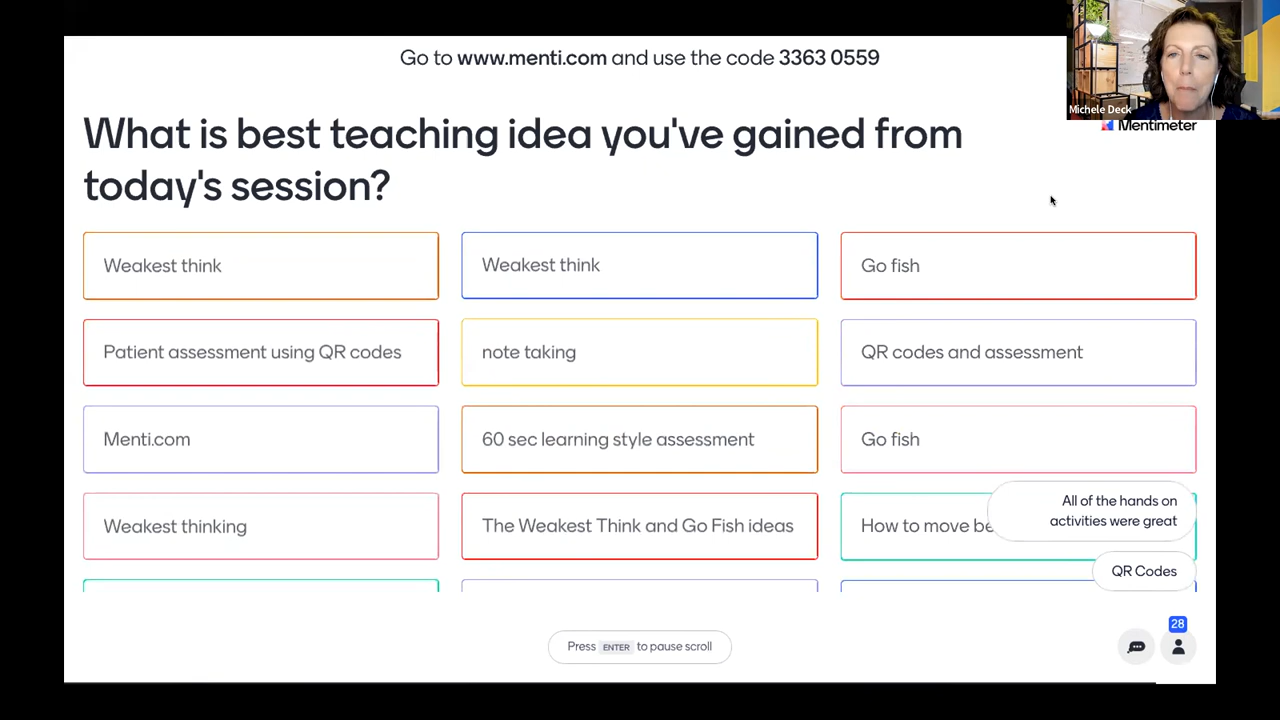 Go to www.menti.com and use the code 3363 0559
Michele Deck
Mentimeter
What is best teaching idea you've gained from
today's session?
Weakest think
Weakest think
Go fish
Patient assessment using QR codes
note taking
QR codes and assessment
Menti.com
60 sec learning style assessment
Go fish
Weakest thinking
The Weakest Think and Go Fish ideas
How to move
All of the hands on
activities were great
QR Codes
Press ENTER to pause scroll
28